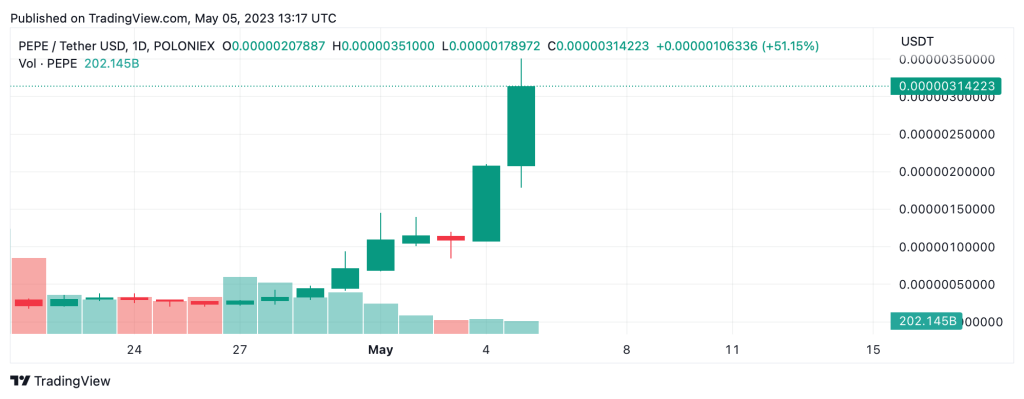 Published on TradingView.com, May 05, 2023 13:17 UTC
PEPE / Tether USD, 1D, POLONIEX O0.00000207887 H0.00000351000 L0.00000178972 C0.00000314223 +0.00000106336 (+51.15%)
Vol · PEPE 202.145B
USDT
0.00000350000
0.00000314223
0.00000300000
0.00000250000
0.00000200000
0.00000150000
0.00000100000
0.00000050000
202.145B
24 27 May 4 8 11 15
TradingView